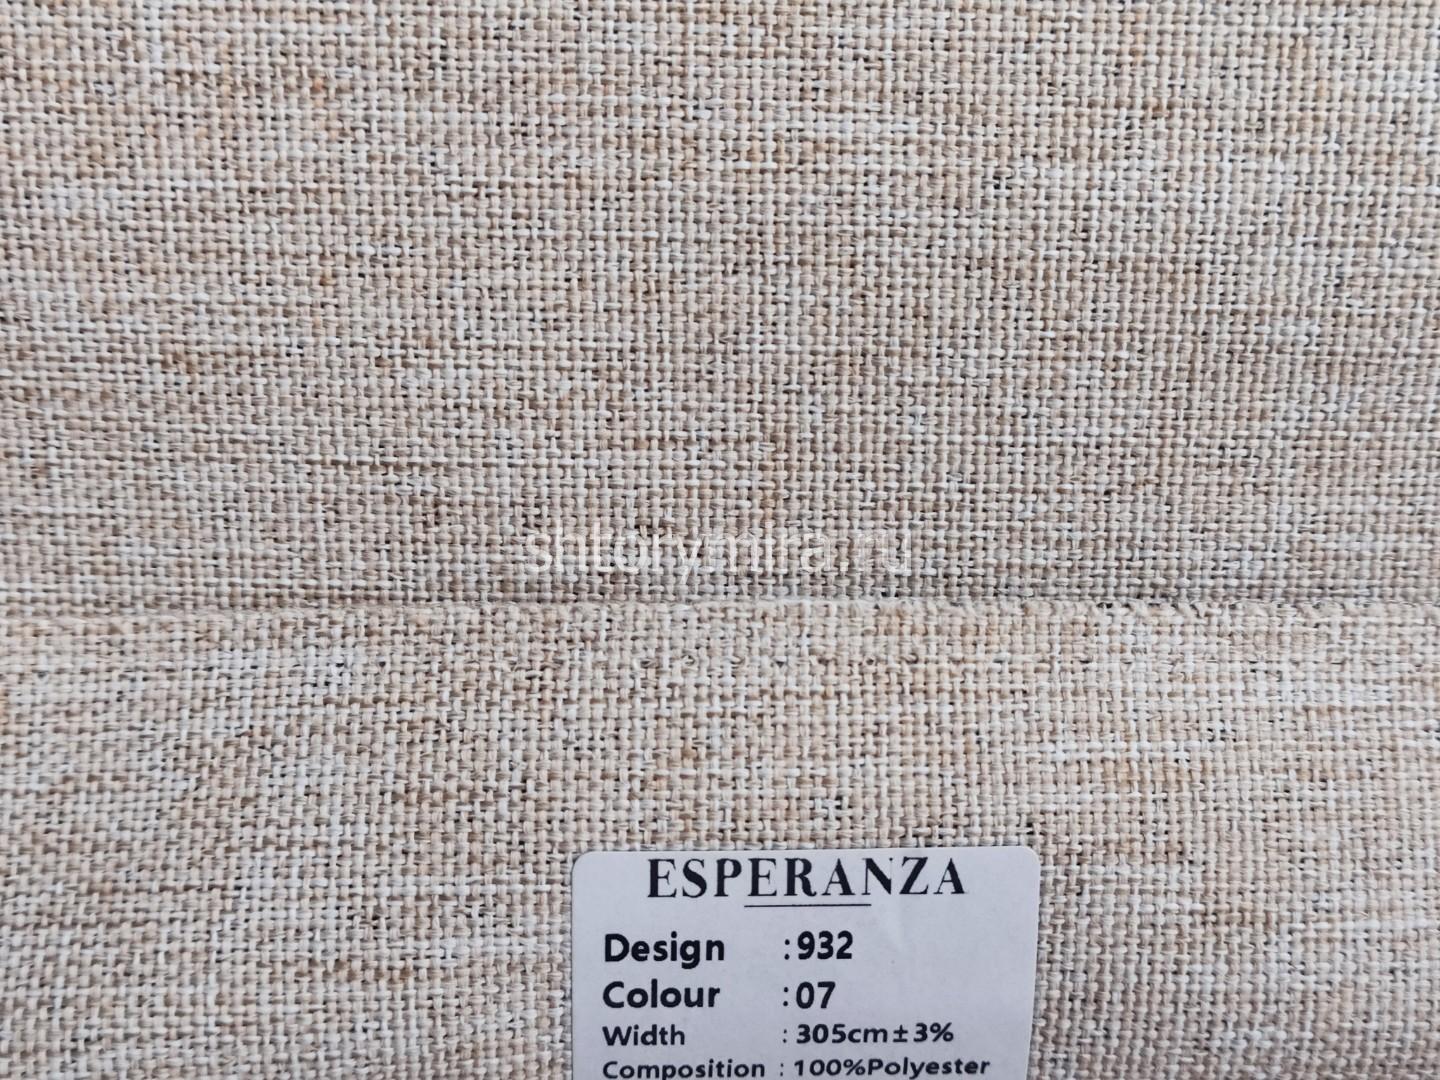 shtorymira.ru
ESPERANZA
Design :932
Colour :07
Width : 305cm±3%
Composition : 100%Polyester